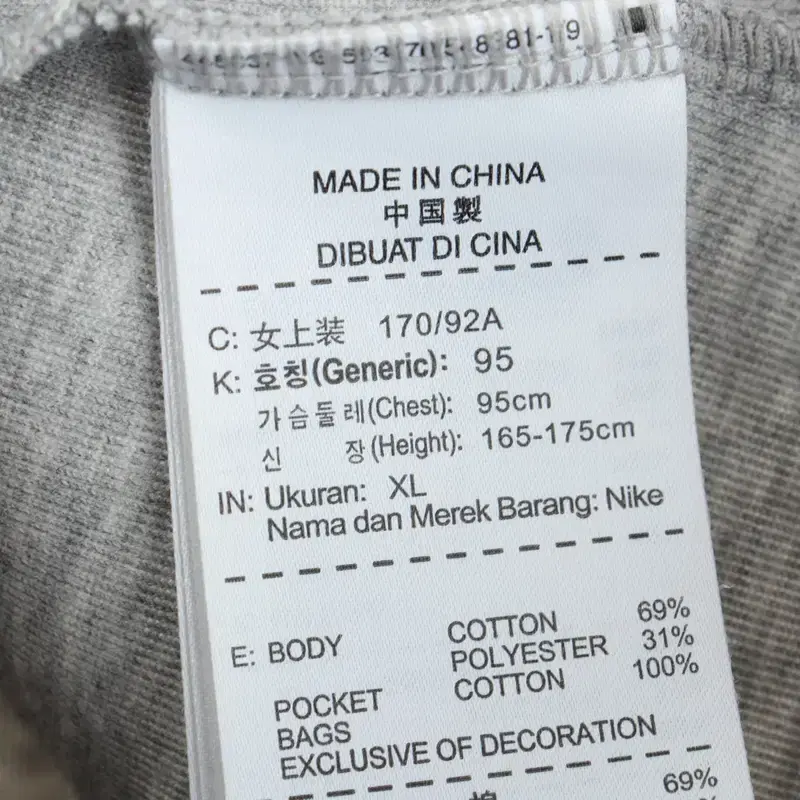 MADE IN CHINA
中国製
DIBUAT DI CINA
C: 女上装 170/92A
K: 호칭(Generic): 95
가슴둘레(Chest): 95cm
신 장(Height): 165-175cm
IN: Ukuran: XL
Nama dan Merek Barang: Nike
E: BODY COTTON 69%
POLYESTER 31%
POCKET COTTON 100%
BAGS
EXCLUSIVE OF DECORATION
69%